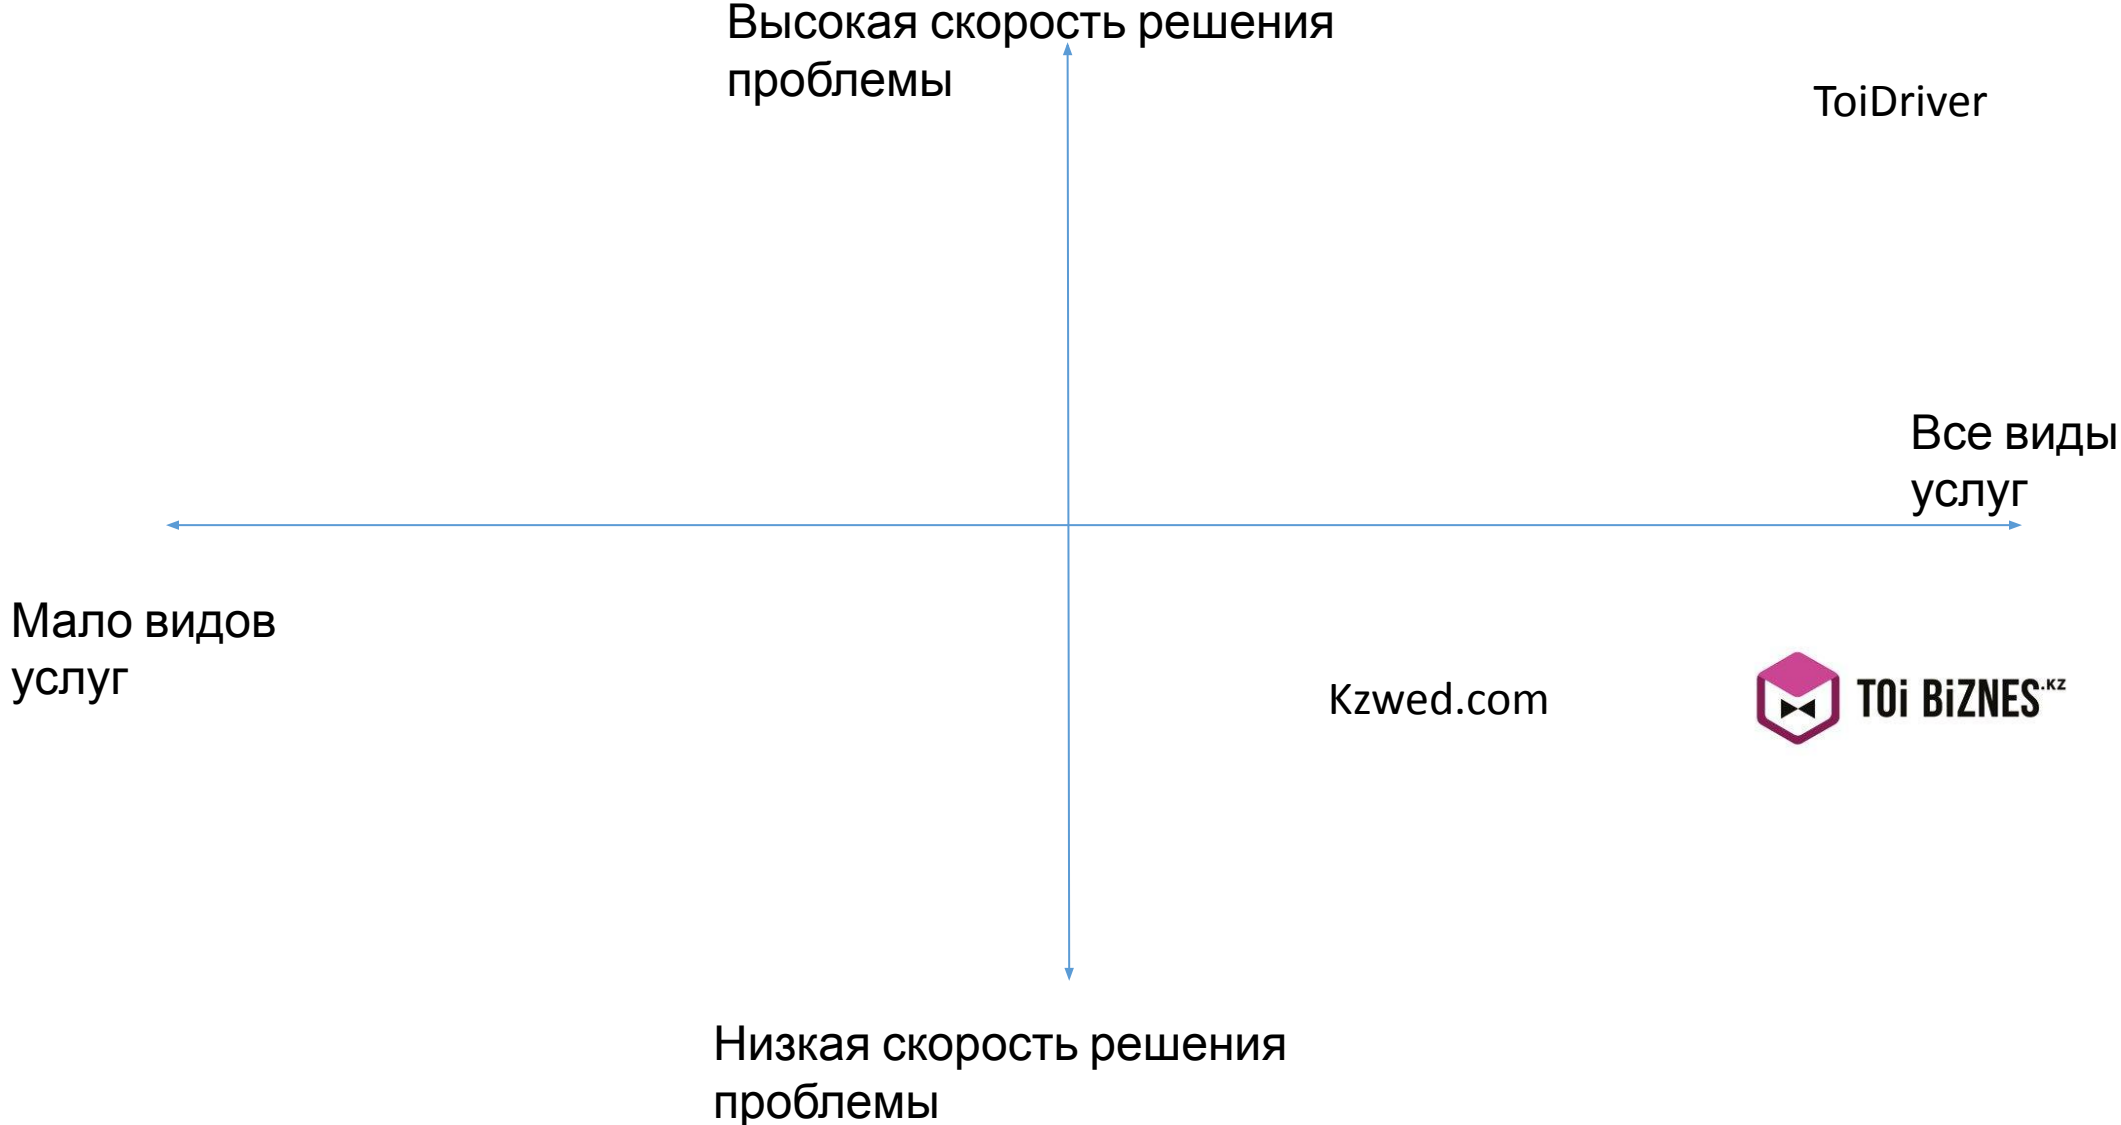 Высокая скорость решения
проблемы
ToiDriver
Все виды
услуг
Мало видов
услуг
Kzwed.com
TOi BiZNES.KZ
Низкая скорость решения
проблемы